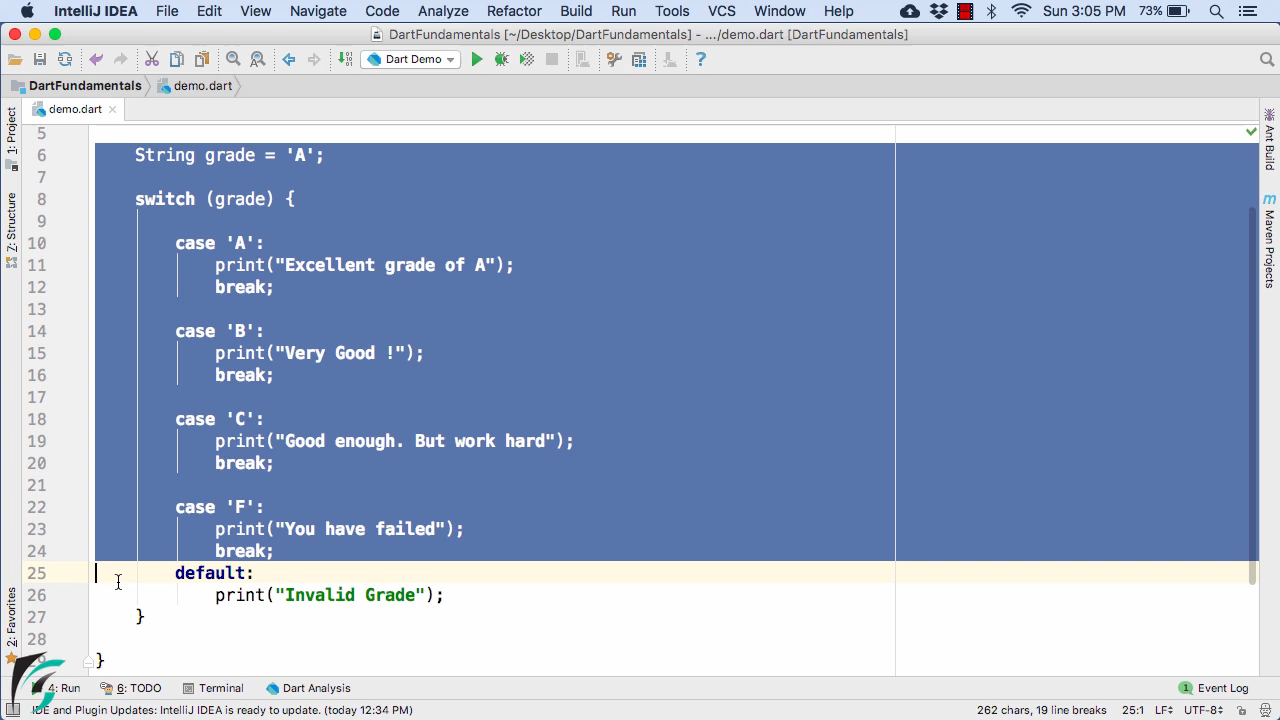 IntelliJ IDEA File Edit View Navigate Code Analyze Refactor Build Run Tools VCS Window Help Sun 3:05 PM 73%
DartFundamentals [~/Desktop/DartFundamentals] - .../demo.dart [DartFundamentals]
Dart Demo
DartFundamentals demo.dart
demo.dart
1: Project
7: Structure
2: Favorites
5
6 String grade = 'A';
7
8 switch (grade) {
9
10 case 'A':
11 print("Excellent grade of A");
12 break;
13
14 case 'B':
15 print("Very Good !");
16 break;
17
18 case 'C':
19 print("Good enough. But work hard");
20 break;
21
22 case 'F':
23 print("You have failed");
24 break;
25 default:
26 print("Invalid Grade");
27 }
28
29 }
Ant Build
m Maven Projects
4: Run 6: TODO Terminal Dart Analysis 1 Event Log
IDE and Plugin Updates: IntelliJ IDEA is ready to update. (today 12:34 PM) 262 chars, 19 line breaks 25:1 LF UTF-8